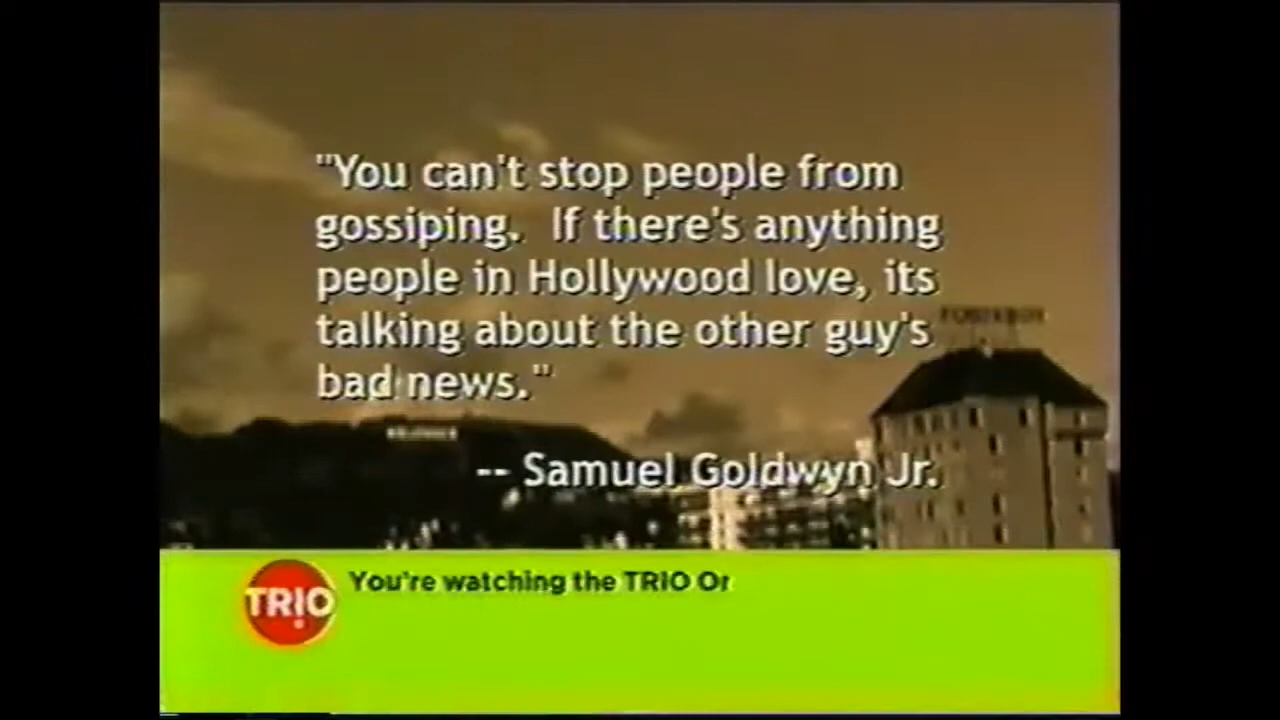 "You can't stop people from
gossiping. If there's anything
people in Hollywood love, its
talking about the other guy's
bad news."
-- Samuel Goldwyn Jr.
TRIO
You're watching the TRIO Or